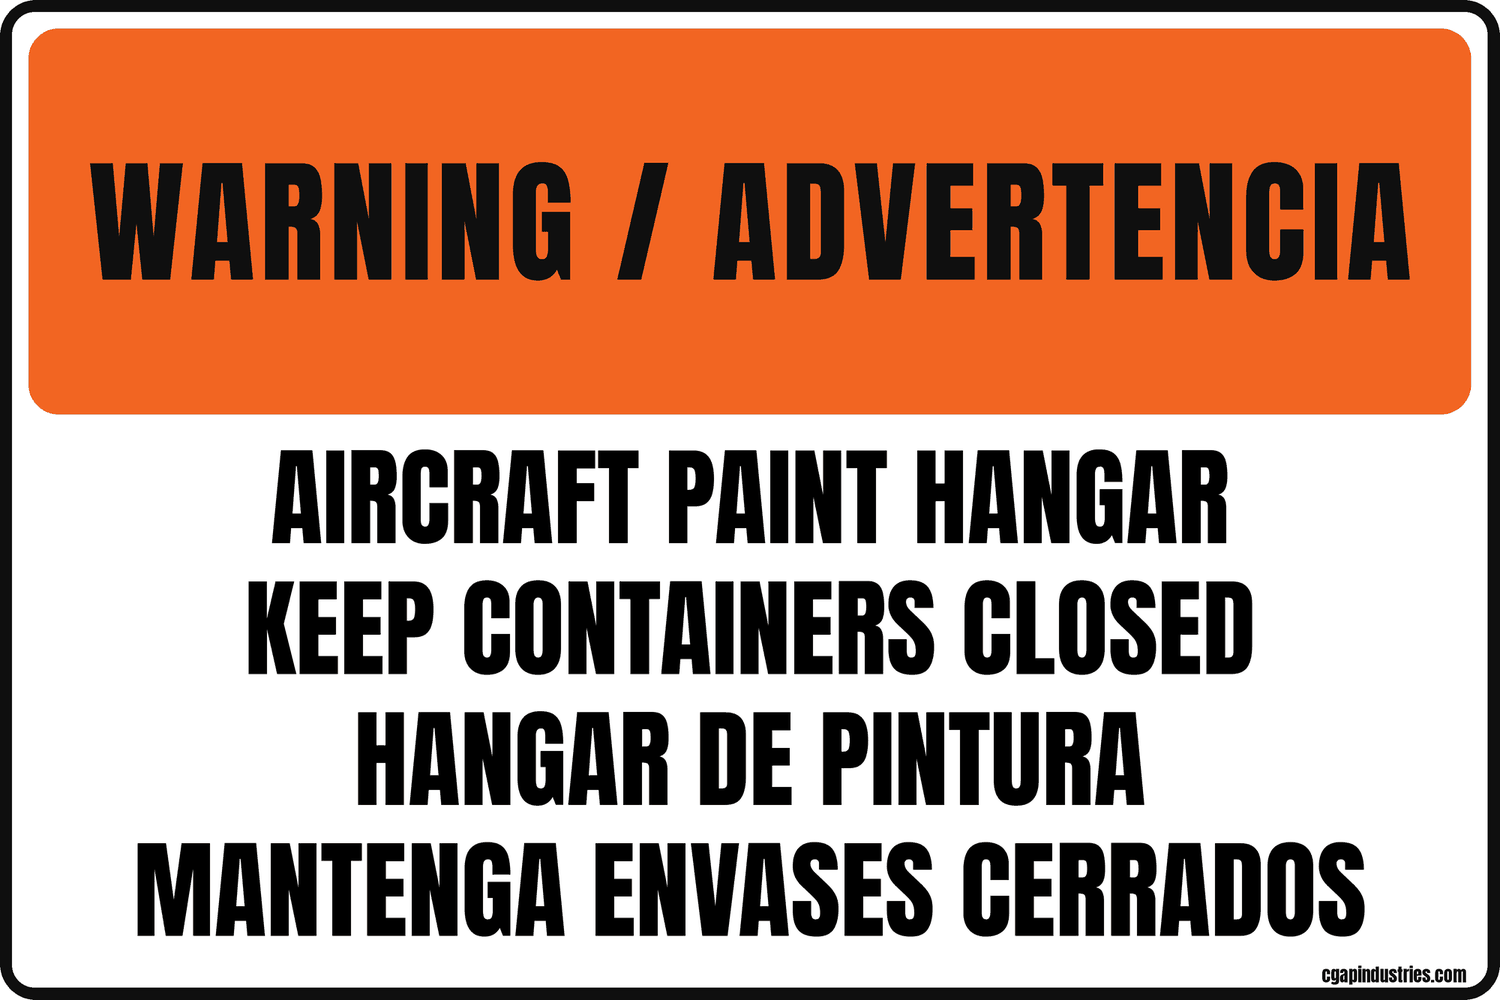 WARNING / ADVERTENCIA
AIRCRAFT PAINT HANGAR
KEEP CONTAINERS CLOSED
HANGAR DE PINTURA
MANTENGA ENVASES CERRADOS
cgapindustries.com